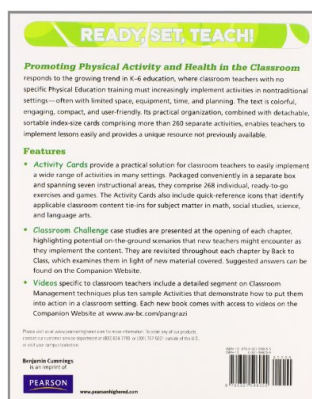 READY, SET, TEACH!
Promoting Physical Activity and Health in the Classroom
responds to the growing trend in K–6 education, where classroom teachers with no
specific Physical Education training must increasingly implement activities in nontraditional
settings—often with limited space, equipment, time, and planning. The text is colorful,
engaging, compact, and user-friendly. Its practical organization, combined with detachable,
sortable index-size cards comprising more than 260 separate activities, enables teachers to
implement lessons easily and provides a unique resource not previously available.
Features
• Activity Cards provide a practical solution for classroom teachers to easily implement
a wide range of activities in many settings. Packaged conveniently in a separate box
and spanning seven instructional areas, they comprise 268 individual, ready-to-go
exercises and games. The Activity Cards also include quick-reference icons that identify
applicable classroom content tie-ins for subject matter in math, social studies, science,
and language arts.
• Classroom Challenge case studies are presented at the opening of each chapter,
highlighting potential on-the-ground scenarios that new teachers might encounter as
they implement the content. They are revisited throughout each chapter by Back to
Class, which examines them in light of new material covered. Suggested answers can be
found on the Companion Website.
• Videos specific to classroom teachers include a detailed segment on Classroom
Management techniques plus ten sample Activities that demonstrate how to put them
into action in a classroom setting. Each new book comes with access to videos on the
Companion Website at www.aw-bc.com/pangrazi
Benjamin Cummings
is an imprint of
PEARSON
www.pearsonhighered.com